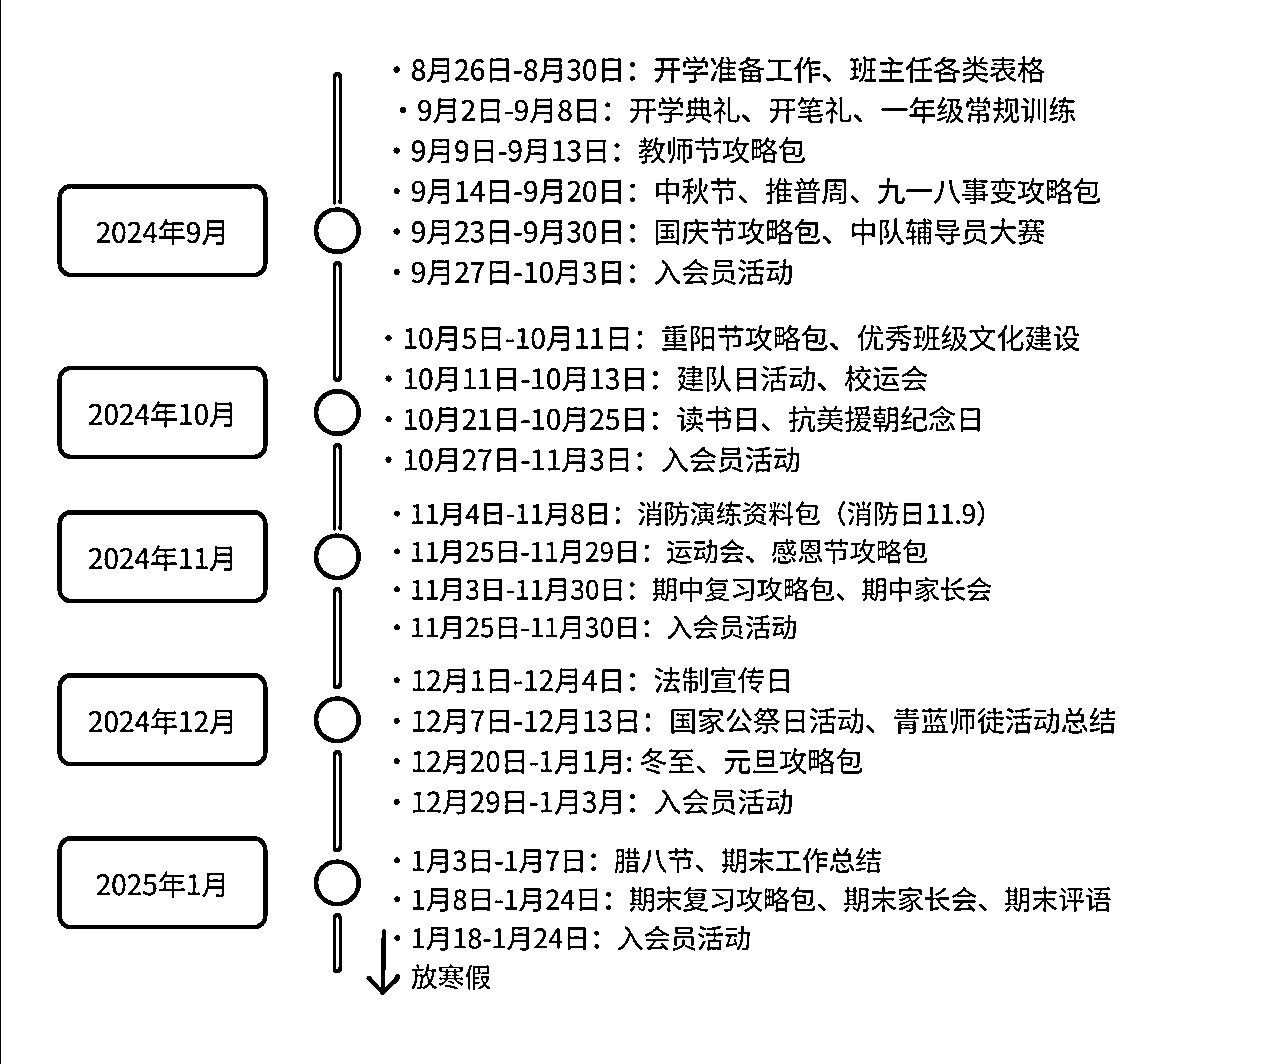 ・8月26日-8月30日：开学准备工作、班主任各类表格
・9月2日-9月8日：开学典礼、开笔礼、一年级常规训练
・9月9日-9月13日：教师节攻略包
・9月14日-9月20日：中秋节、推普周、九一八事变攻略包
2024年9月
・9月23日-9月30日：国庆节攻略包、中队辅导员大赛
・9月27日-10月3日：入会员活动
・10月5日-10月11日：重阳节攻略包、优秀班级文化建设
・10月11日-10月13日：建队日活动、校运会
2024年10月
・10月21日-10月25日：读书日、抗美援朝纪念日
・10月27日-11月3日：入会员活动
・11月4日-11月8日：消防演练资料包（消防日11.9）
2024年11月
・11月25日-11月29日：运动会、感恩节攻略包
・11月3日-11月30日：期中复习攻略包、期中家长会
・11月25日-11月30日：入会员活动
・12月1日-12月4日：法制宣传日
2024年12月
・12月7日-12月13日：国家公祭日活动、青蓝师徒活动总结
・12月20日-1月1月: 冬至、元旦攻略包
・12月29日-1月3月：入会员活动
・1月3日-1月7日：腊八节、期末工作总结
2025年1月
・1月8日-1月24日：期末复习攻略包、期末家长会、期末评语
・1月18-1月24日：入会员活动
放寒假